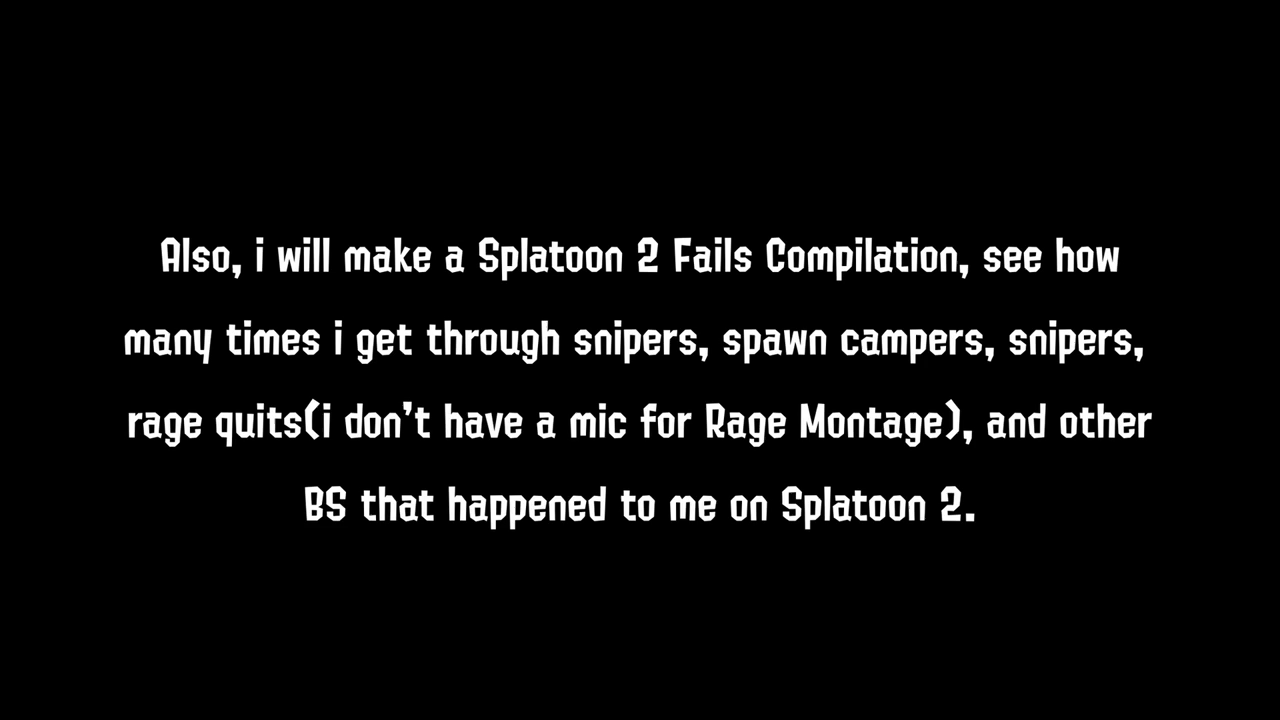 Also, i will make a Splatoon 2 Fails Compilation, see how
many times i get through snipers, spawn campers, snipers,
rage quits(i don't have a mic for Rage Montage), and other
BS that happened to me on Splatoon 2.